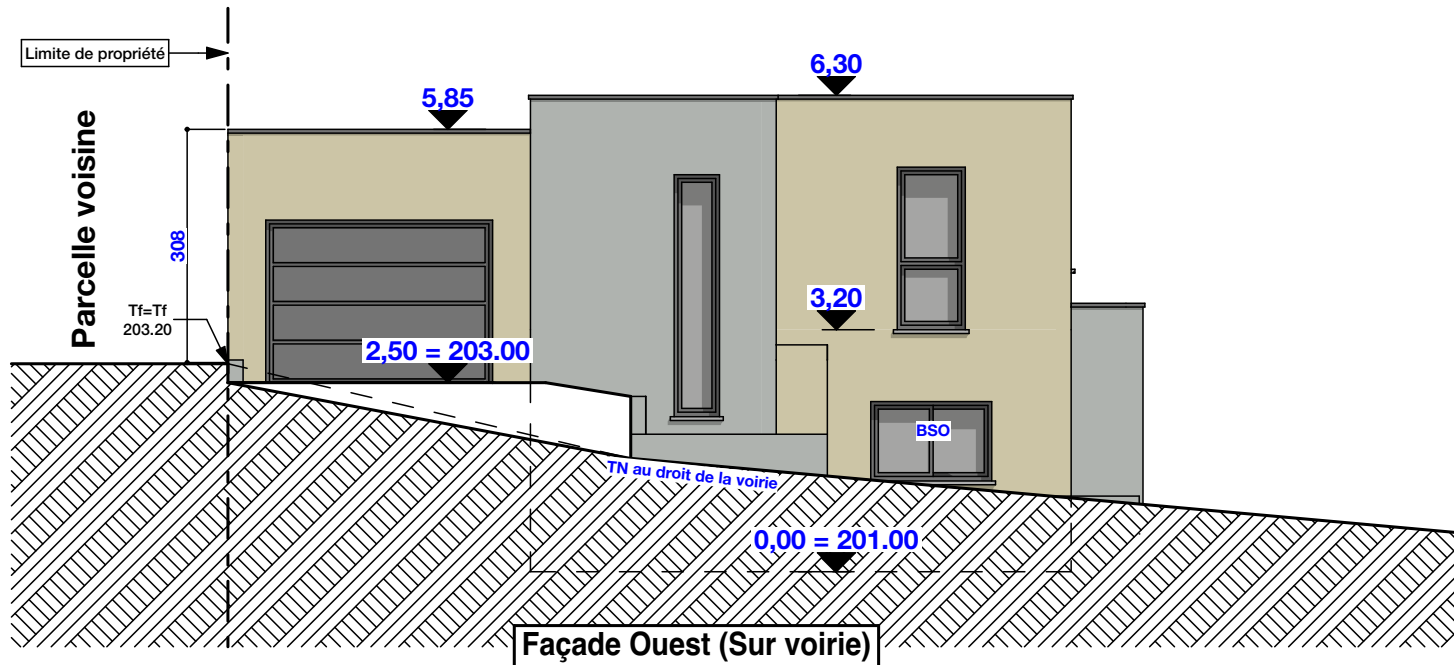 Limite de propriété
Parcelle voisine
308
Tf=Tf
203.20
5,85
6,30
3,20
2,50 = 203.00
BSO
TN au droit de la voirie
0,00 = 201.00
Façade Ouest (Sur voirie)